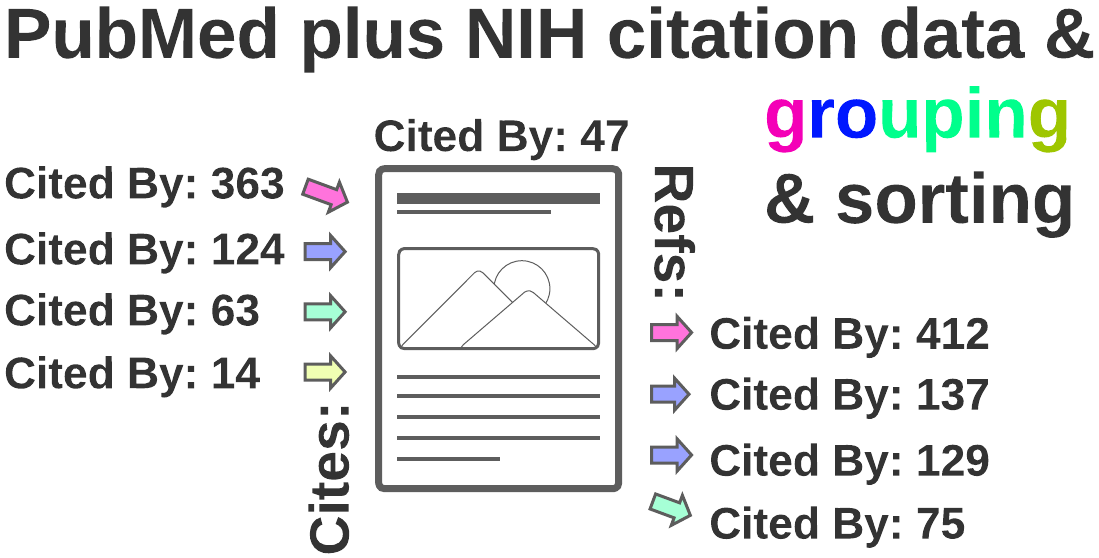 PubMed plus NIH citation data &
grouping
& sorting
Cited By: 47
Cited By: 363
Cited By: 124
Cited By: 63
Cited By: 14
Cites:
Refs:
Cited By: 412
Cited By: 137
Cited By: 129
Cited By: 75